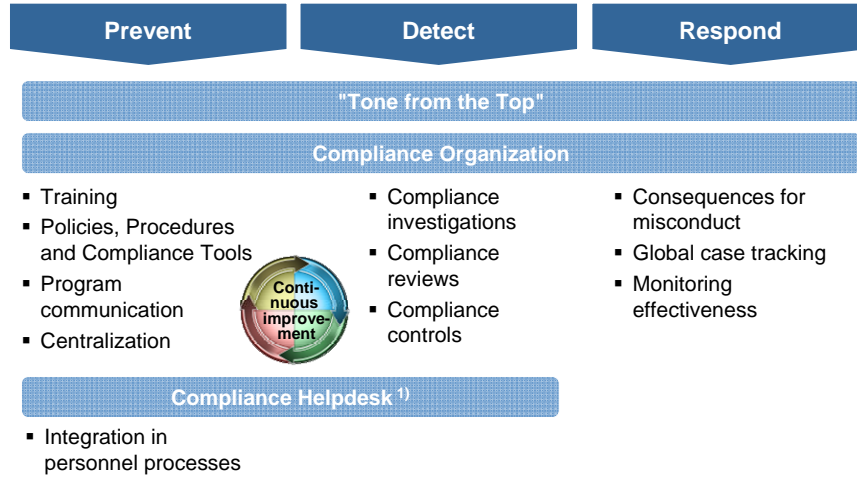 Prevent
Detect
Respond
"Tone from the Top"
Compliance Organization
▪ Training
▪ Policies, Procedures
and Compliance Tools
▪ Program
communication
▪ Centralization
Conti-
nuous
improve-
ment
▪ Compliance
investigations
▪ Compliance
reviews
▪ Compliance
controls
▪ Consequences for
misconduct
▪ Global case tracking
▪ Monitoring
effectiveness
Compliance Helpdesk 1)
▪ Integration in
personnel processes